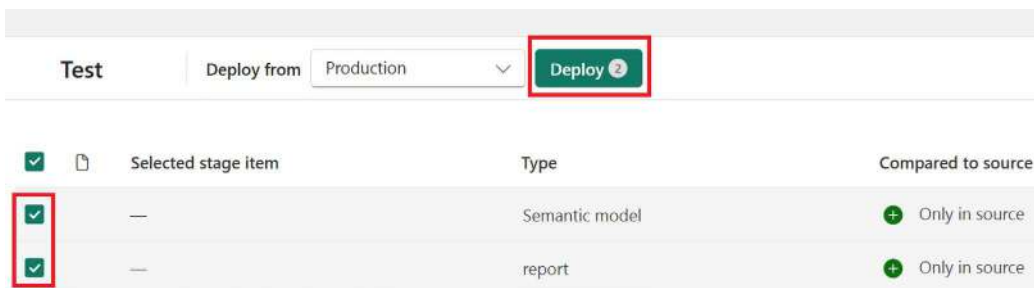 Test Deploy from Production Deploy 2
Selected stage item Type Compared to source
— Semantic model Only in source
— report Only in source